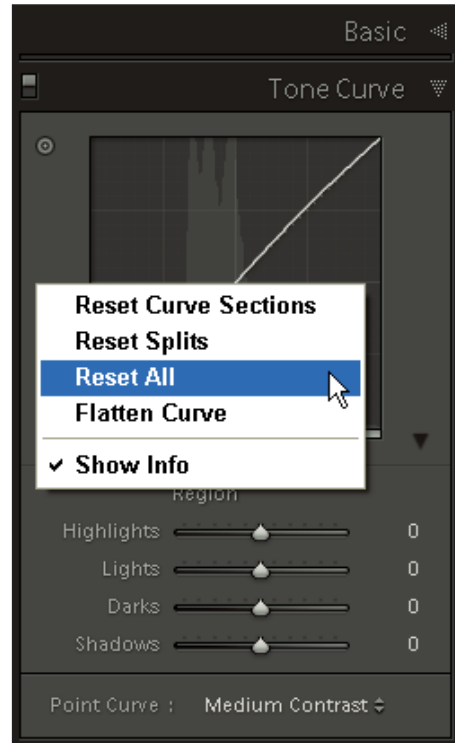 Basic
Tone Curve
Reset Curve Sections
Reset Splits
Reset All
Flatten Curve
✓ Show Info
Region
Highlights 0
Lights 0
Darks 0
Shadows 0
Point Curve : Medium Contrast